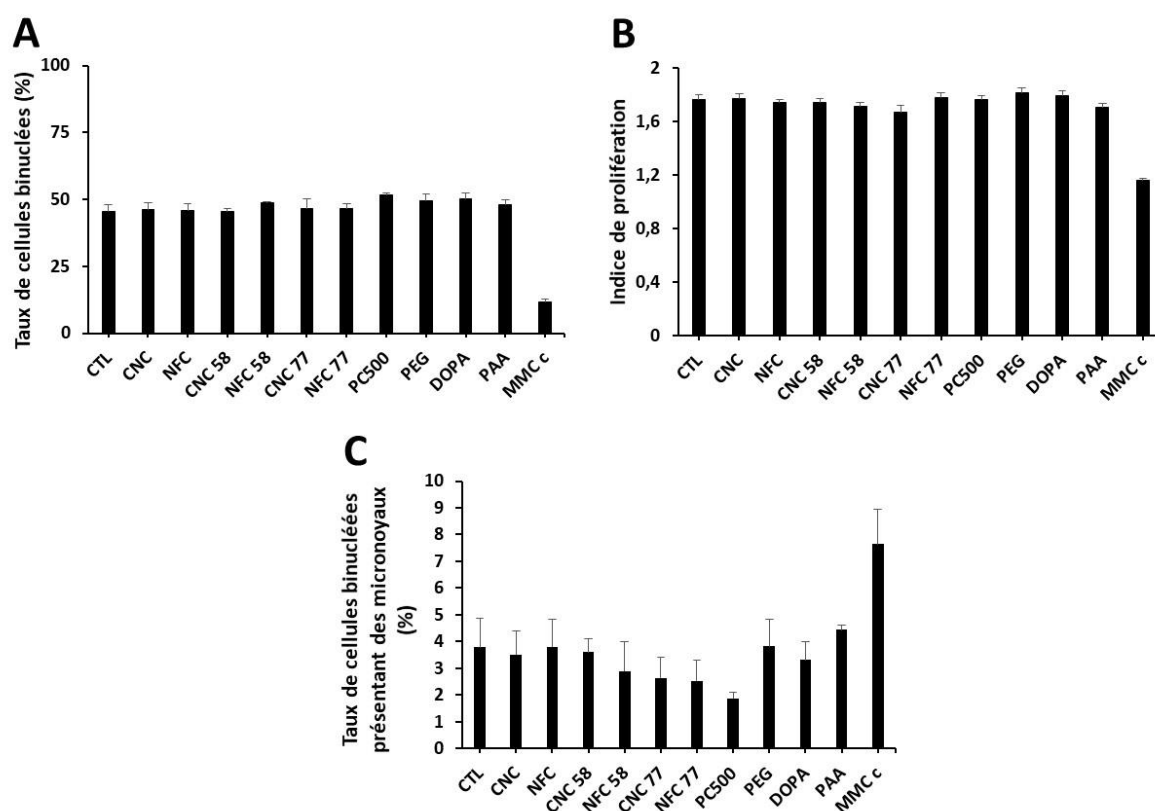 A
Taux de cellules binuclées (%)
100
75
50
25
0
CTL
CNC
NFC
CNC 58
NFC 58
CNC 77
NFC 77
PC500
PEG
DOPA
PAA
MMC c
B
Indice de prolifération
2
1,6
1,2
0,8
0,4
0
CTL
CNC
NFC
CNC 58
NFC 58
CNC 77
NFC 77
PC500
PEG
DOPA
PAA
MMC c
C
Taux de cellules binucléées
présentant des micronoyaux
(%)
10
9
8
7
6
5
4
3
2
1
0
CTL
CNC
NFC
CNC 58
NFC 58
CNC 77
NFC 77
PC500
PEG
DOPA
PAA
MMC c